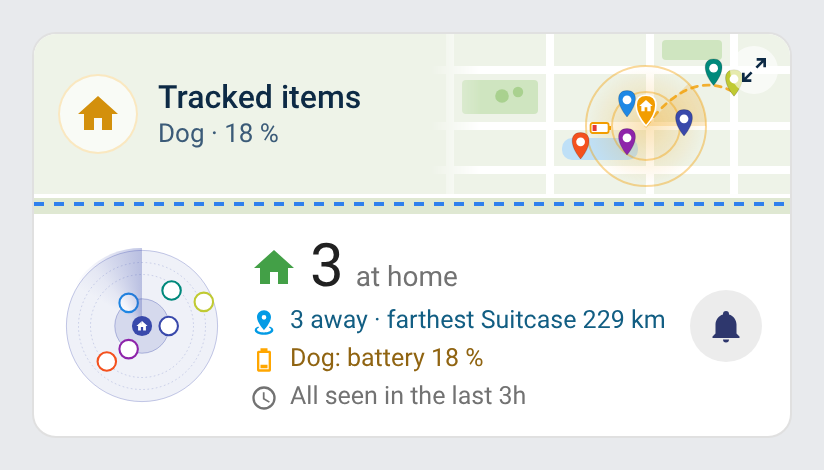 Tracked items
Dog · 18 %
3 at home
3 away · farthest Suitcase 229 km
Dog: battery 18 %
All seen in the last 3h